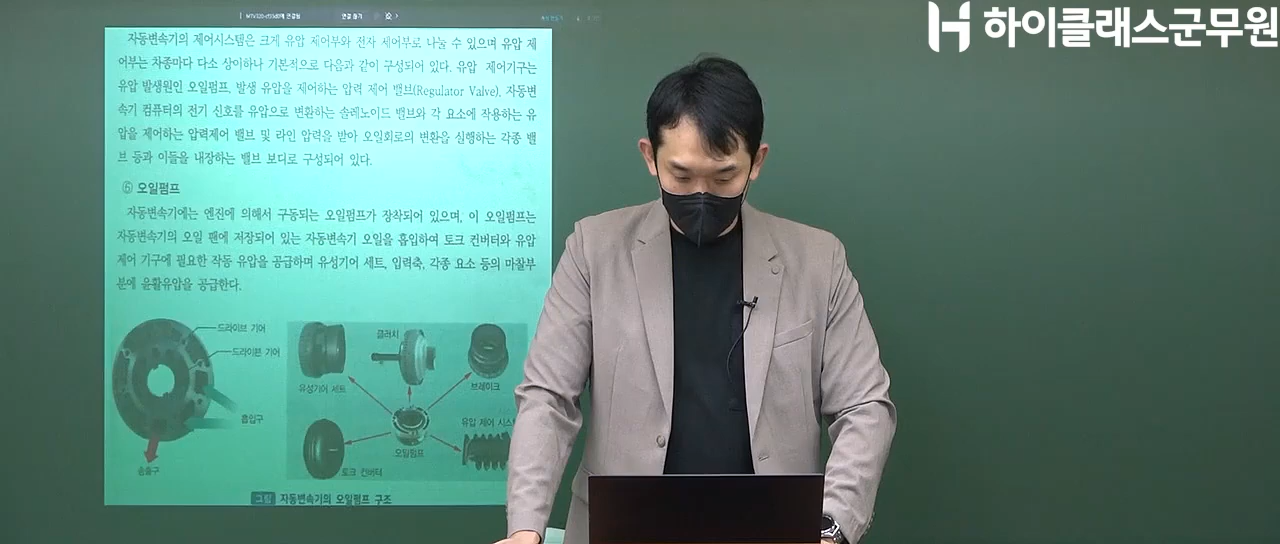 연결 끊기
하이클래스군무원
자동변속기의 제어시스템은 크게 유압 제어부와 전자 제어부로 나눌 수 있으며 유압 제
어부는 차종마다 다소 상이하나 기본적으로 다음과 같이 구성되어 있다. 유압 제어기구는
유압 발생원인 오일펌프, 발생 유압을 제어하는 압력 제어 밸브(Regulator Valve), 자동변
속기 컴퓨터의 전기 신호를 유압으로 변환하는 솔레노이드 밸브와 각 요소에 작용하는 유
압을 제어하는 압력제어 밸브 및 라인 압력을 받아 오일회로의 변환을 실행하는 각종 밸
브 등과 이들을 내장하는 밸브 보디로 구성되어 있다.
⑥ 오일펌프
자동변속기에는 엔진에 의해서 구동되는 오일펌프가 장착되어 있으며, 이 오일펌프는
자동변속기의 오일 팬에 저장되어 있는 자동변속기 오일을 흡입하여 토크 컨버터와 유압
제어 기구에 필요한 작동 유압을 공급하며 유성기어 세트, 입력축, 각종 요소 등의 마찰부
분에 윤활유압을 공급한다.
드라이브 기어
드라이븐 기어
흡입구
송출구
클러치
유성기어 세트
브레이크
유압 제어 시스
오일펌프
토크 컨버터
그림 자동변속기의 오일펌프 구조